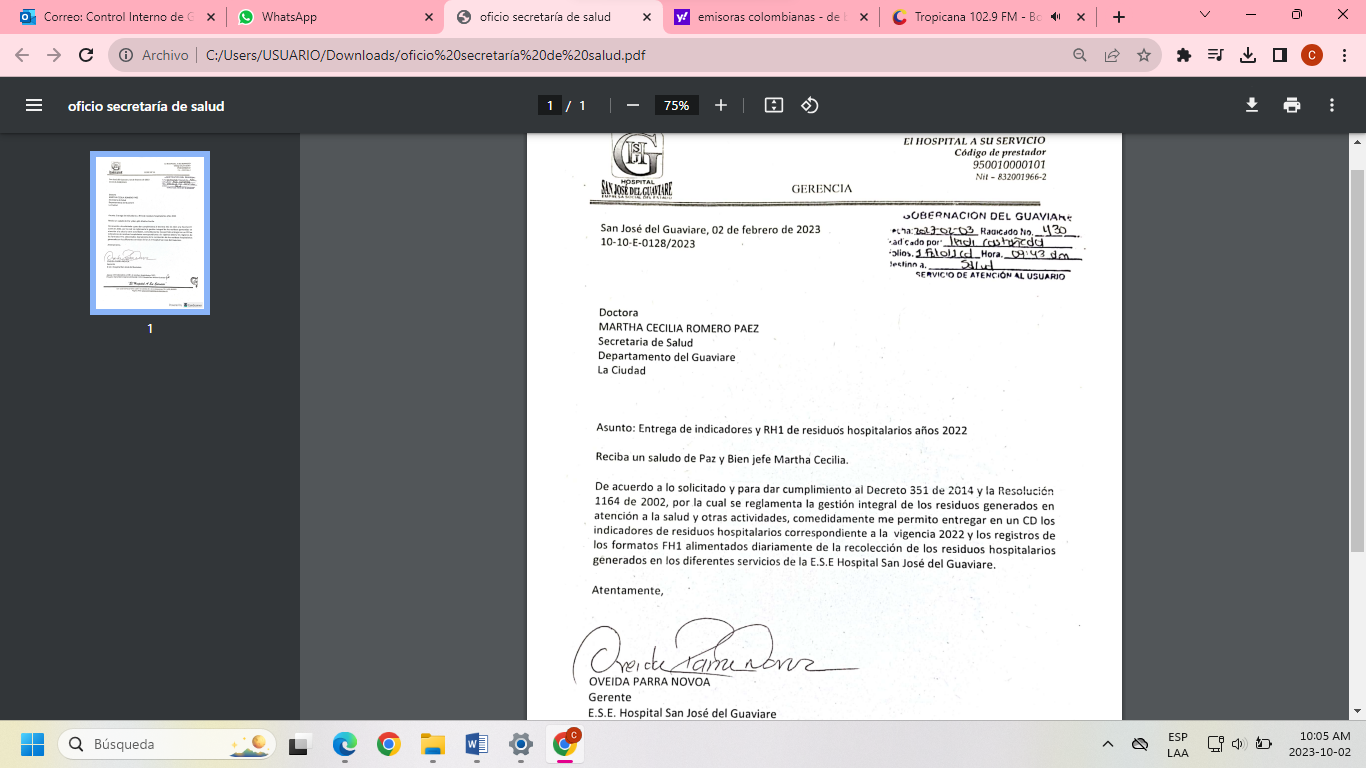 Correo: Control Interno de G
WhatsApp
oficio secretaría de salud
emisoras colombianas - de b
Tropicana 102.9 FM - Bo
Archivo
C:/Users/USUARIO/Downloads/oficio%20secretaría%20de%20salud.pdf
C
oficio secretaría de salud
1 / 1
75%
1
HOSPITAL
SAN JOSÉ DEL GUAVIARE
EMPRESA SOCIAL DEL ESTADO
GERENCIA
El HOSPITAL A SU SERVICIO
Código de prestador
950010000101
Nit – 832001966-2
San José del Guaviare, 02 de febrero de 2023
10-10-E-0128/2023
GOBERNACION DEL GUAVIARE
Radicado No. 430
Hora. 09:43 am
Salud
SERVICIO DE ATENCIÓN AL USUARIO
Doctora
MARTHA CECILIA ROMERO PAEZ
Secretaria de Salud
Departamento del Guaviare
La Ciudad
Asunto: Entrega de indicadores y RH1 de residuos hospitalarios años 2022
Reciba un saludo de Paz y Bien jefe Martha Cecilia.
De acuerdo a lo solicitado y para dar cumplimiento al Decreto 351 de 2014 y la Resolución
1164 de 2002, por la cual se reglamenta la gestión integral de los residuos generados en
atención a la salud y otras actividades, comedidamente me permito entregar en un CD los
indicadores de residuos hospitalarios correspondiente a la vigencia 2022 y los registros de
los formatos FH1 alimentados diariamente de la recolección de los residuos hospitalarios
generados en los diferentes servicios de la E.S.E Hospital San José del Guaviare.
Atentamente,
OVEIDA PARRA NOVOA
Gerente
E.S.E. Hospital San José del Guaviare
Búsqueda
C
ESP
LAA
10:05 AM
2023-10-02